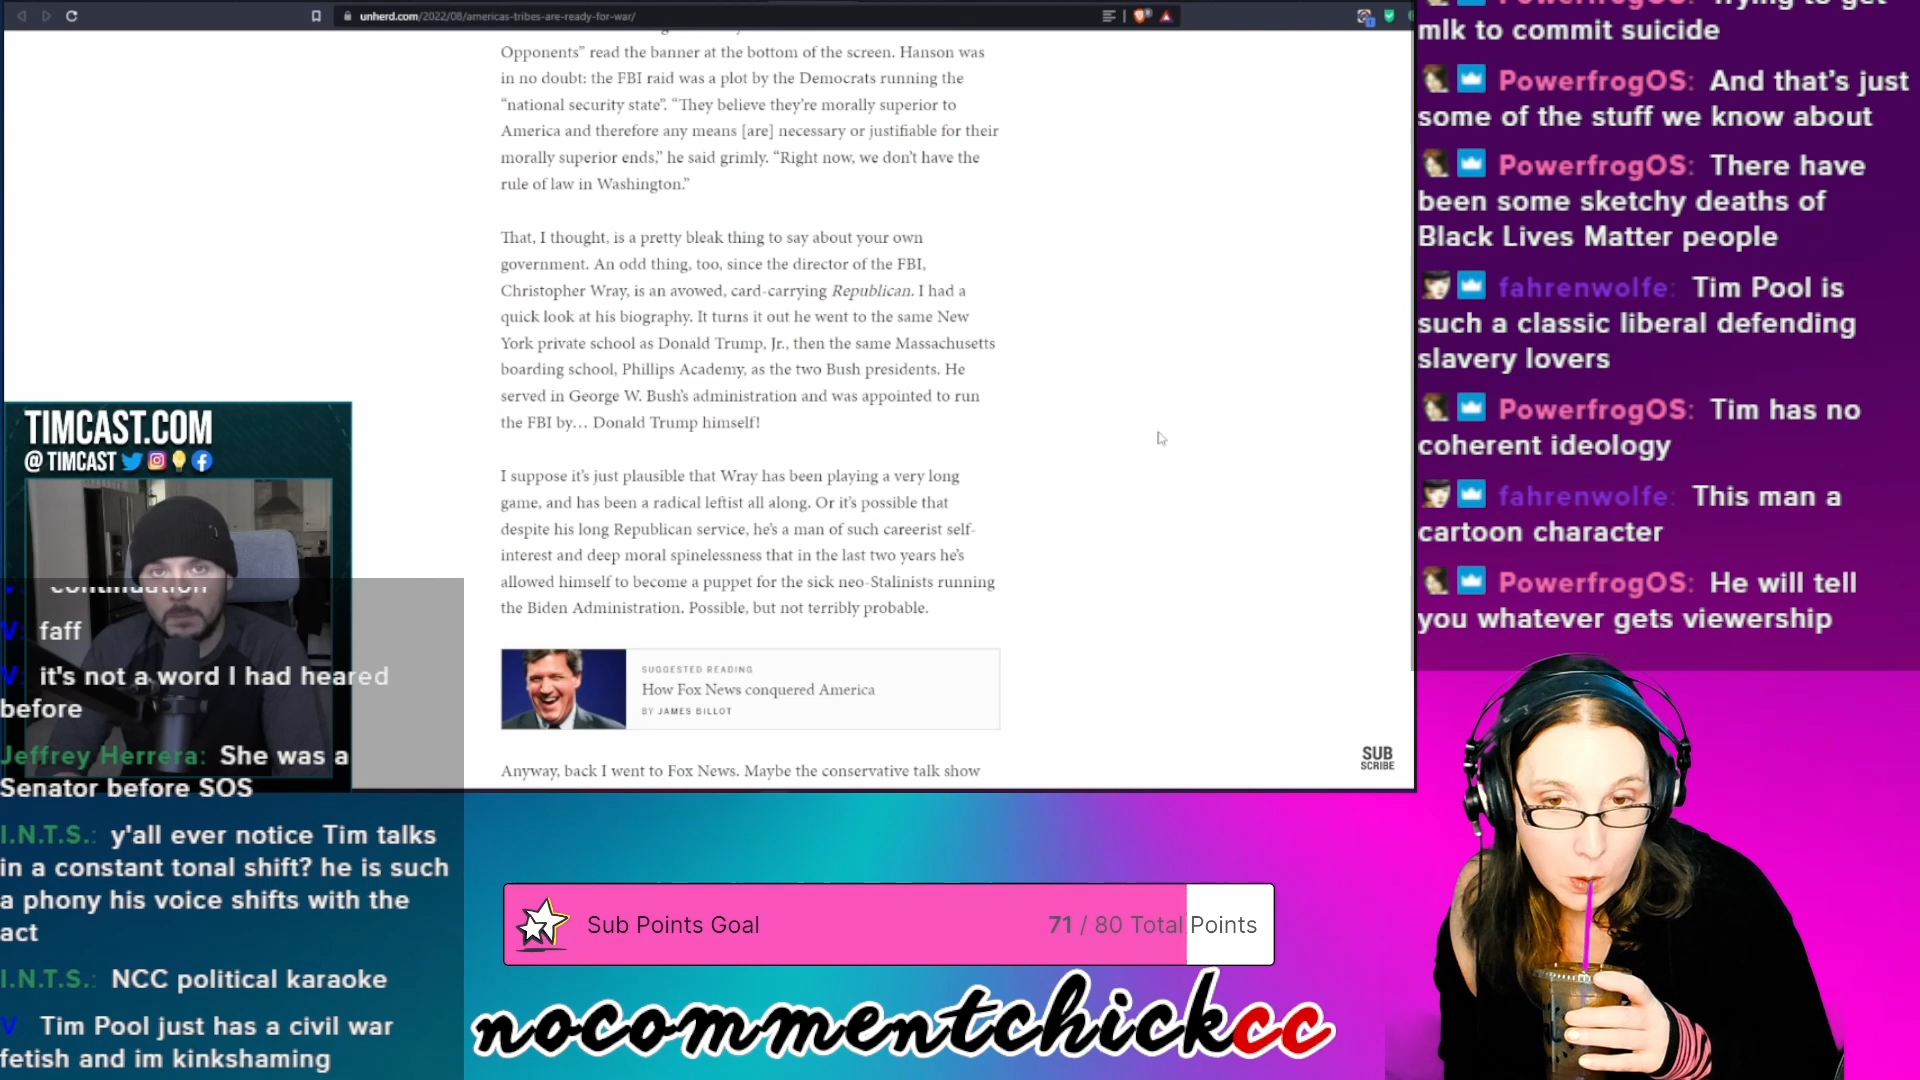 unherd.com/2022/08/americas-tribes-are-ready-for-war/
Opponents” read the banner at the bottom of the screen. Hanson was
in no doubt: the FBI raid was a plot by the Democrats running the
“national security state”. “They believe they’re morally superior to
America and therefore any means [are] necessary or justifiable for their
morally superior ends,” he said grimly. “Right now, we don’t have the
rule of law in Washington.”
That, I thought, is a pretty bleak thing to say about your own
government. An odd thing, too, since the director of the FBI,
Christopher Wray, is an avowed, card-carrying Republican. I had a
quick look at his biography. It turns it out he went to the same New
York private school as Donald Trump, Jr., then the same Massachusetts
boarding school, Phillips Academy, as the two Bush presidents. He
served in George W. Bush’s administration and was appointed to run
the FBI by… Donald Trump himself!
I suppose it’s just plausible that Wray has been playing a very long
game, and has been a radical leftist all along. Or it’s possible that
despite his long Republican service, he’s a man of such careerist self-
interest and deep moral spinelessness that in the last two years he’s
allowed himself to become a puppet for the sick neo-Stalinists running
the Biden Administration. Possible, but not terribly probable.
SUGGESTED READING
How Fox News conquered America
BY JAMES BILLOT
Anyway, back I went to Fox News. Maybe the conservative talk show
SUB
SCRIBE
TIMCAST.COM
@TIMCAST
continuation
V: faff
V: it's not a word I had heared
before
Jeffrey Herrera: She was a
Senator before SOS
I.N.T.S.: y'all ever notice Tim talks
in a constant tonal shift? he is such
a phony his voice shifts with the
act
I.N.T.S.: NCC political karaoke
V Tim Pool just has a civil war
fetish and im kinkshaming
Sub Points Goal
71 / 80 Total Points
nocommentchickcc
PowerfrogOS: Trying to get
mlk to commit suicide
PowerfrogOS: And that's just
some of the stuff we know about
PowerfrogOS: There have
been some sketchy deaths of
Black Lives Matter people
fahrenwolfe: Tim Pool is
such a classic liberal defending
slavery lovers
PowerfrogOS: Tim has no
coherent ideology
fahrenwolfe: This man a
cartoon character
PowerfrogOS: He will tell
you whatever gets viewership